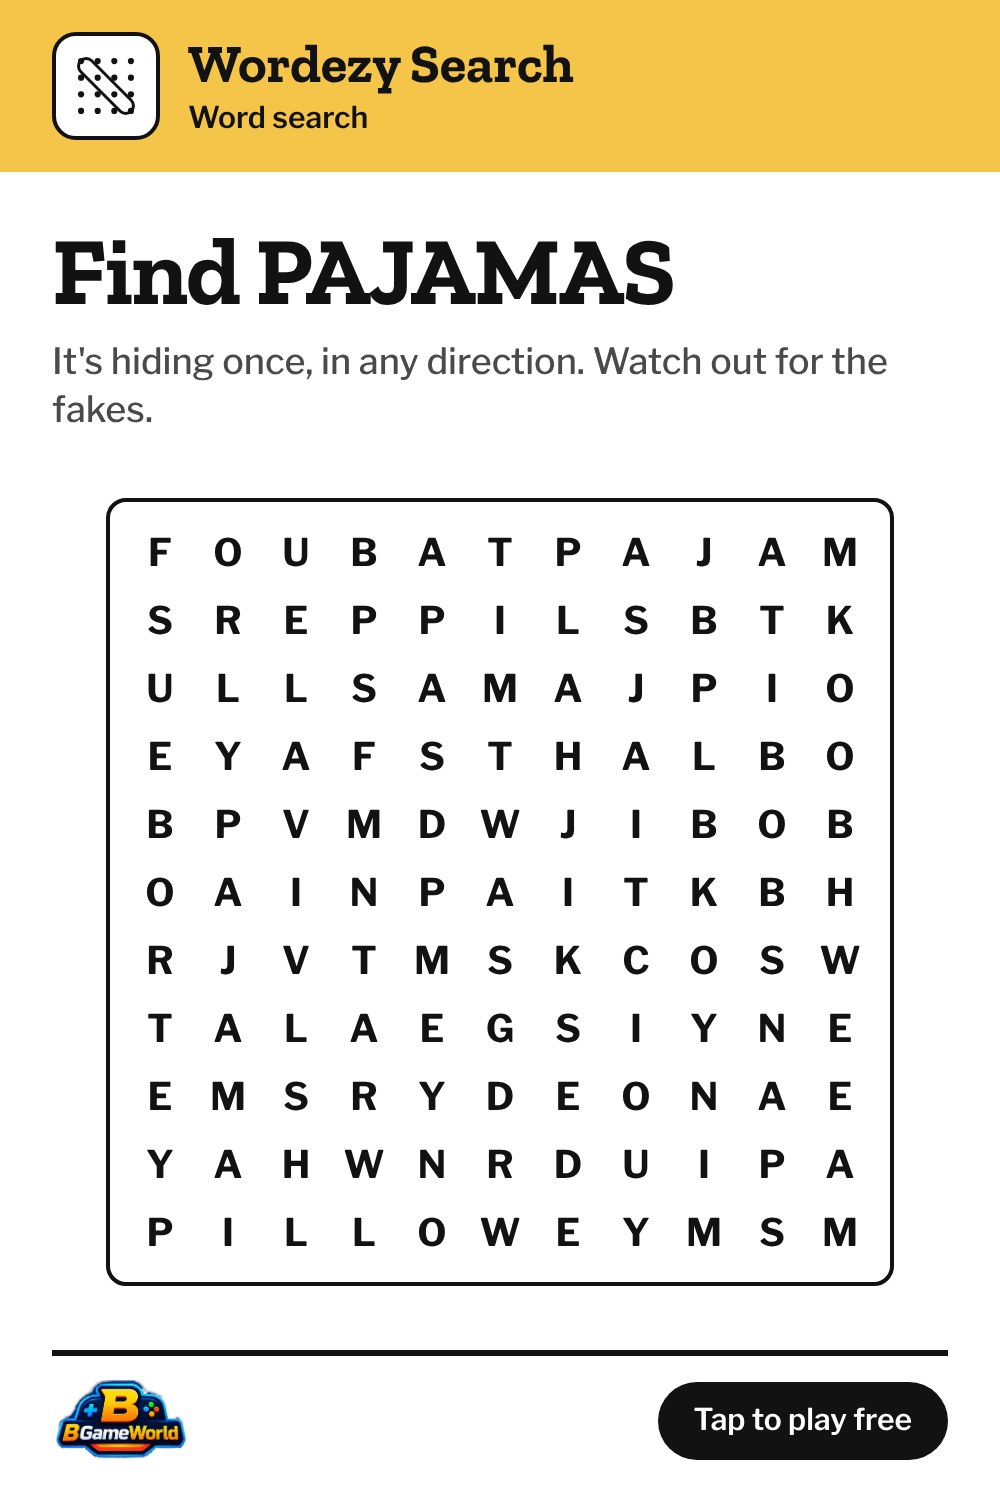 Wordezy Search
Word search
Find PAJAMAS
It's hiding once, in any direction. Watch out for the
fakes.
F O U B A T P A J A M
S R E P P I L S B T K
U L L S A M A J P I O
E Y A F S T H A L B O
B P V M D W J I B O B
O A I N P A I T K B H
R J V T M S K C O S W
T A L A E G S I Y N E
E M S R Y D E O N A E
Y A H W N R D U I P A
P I L L O W E Y M S M
B
BGameWorld
Tap to play free